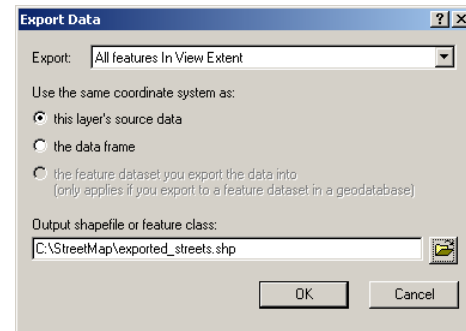 Export Data
Export: All features In View Extent
Use the same coordinate system as:
this layer's source data
the data frame
the feature dataset you export the data into
(only applies if you export to a feature dataset in a geodatabase)
Output shapefile or feature class:
C:\StreetMap\exported_streets.shp
OK Cancel